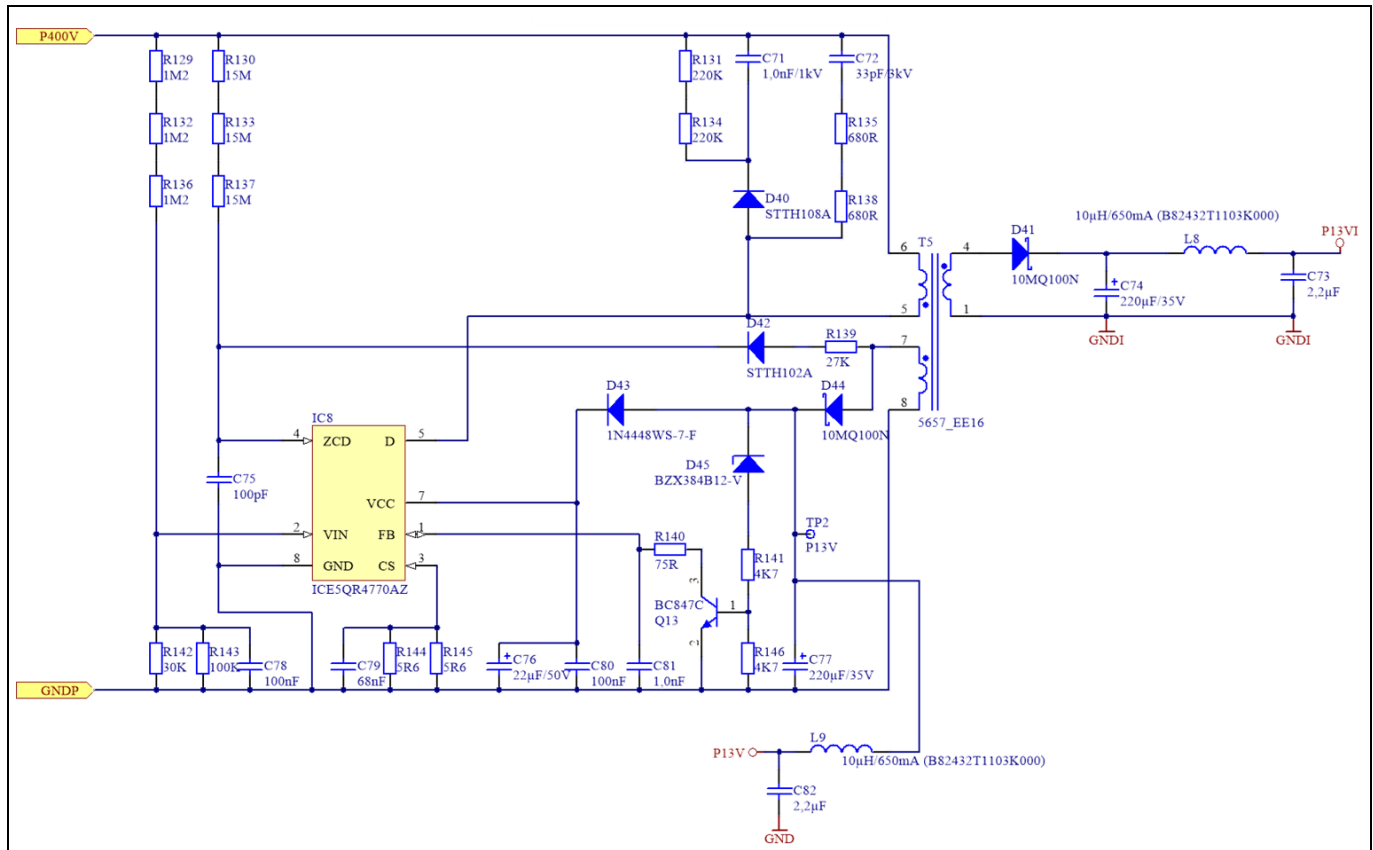 P400V
R129
1M2
R130
15M
R131
220K
C71
1,0nF/1kV
C72
33pF/3kV
R132
1M2
R133
15M
R134
220K
R135
680R
R136
1M2
R137
15M
D40
STTH108A
R138
680R
10µH/650mA (B82432T1103K000)
P13VI
6
T5
4
D41
L8
10MQ100N
C74
220µF/35V
C73
2,2µF
5
1
GNDI
GNDI
D42
R139
7
STTH102A
27K
D43
D44
8
1N4448WS-7-F
10MQ100N
5657_EE16
IC8
4
ZCD
D
5
D45
BZX384B12-V
C75
100pF
VCC
7
2
VIN
FB
1
R140
75R
TP2
P13V
8
GND
CS
3
R141
4K7
ICE5QR4770AZ
3
BC847C
Q13
1
2
R142
30K
R143
100K
C78
100nF
C79
68nF
R144
5R6
R145
5R6
C76
22µF/50V
C80
100nF
C81
1,0nF
R146
4K7
C77
220µF/35V
GNDP
P13V
L9
10µH/650mA (B82432T1103K000)
C82
2,2µF
GND